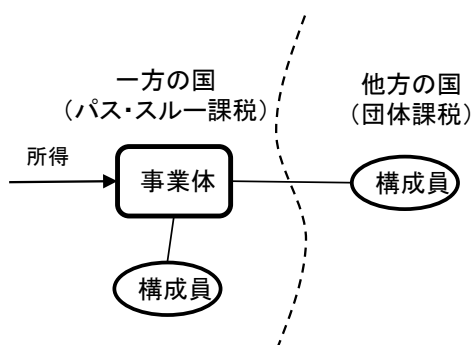 一方の国
（パス・スルー課税）
他方の国
（団体課税）
所得
事業体
構成員
構成員